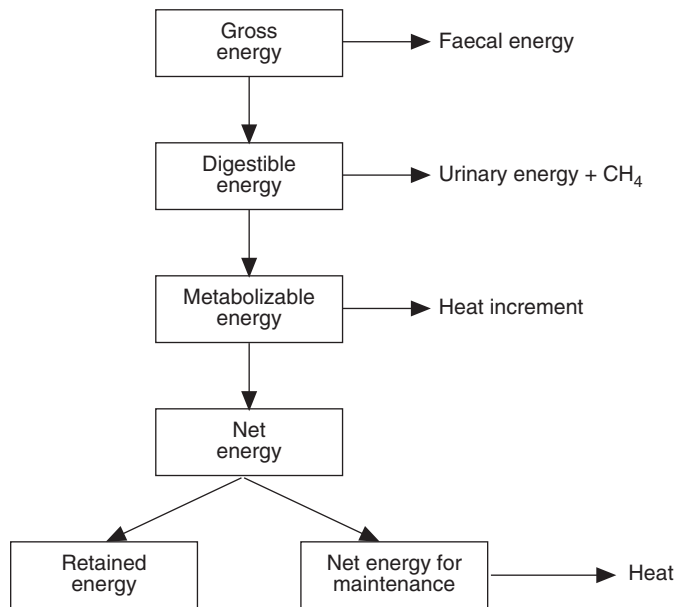 Gross
energy
Faecal energy
Digestible
energy
Urinary energy + CH₄
Metabolizable
energy
Heat increment
Net
energy
Retained
energy
Net energy for
maintenance
Heat